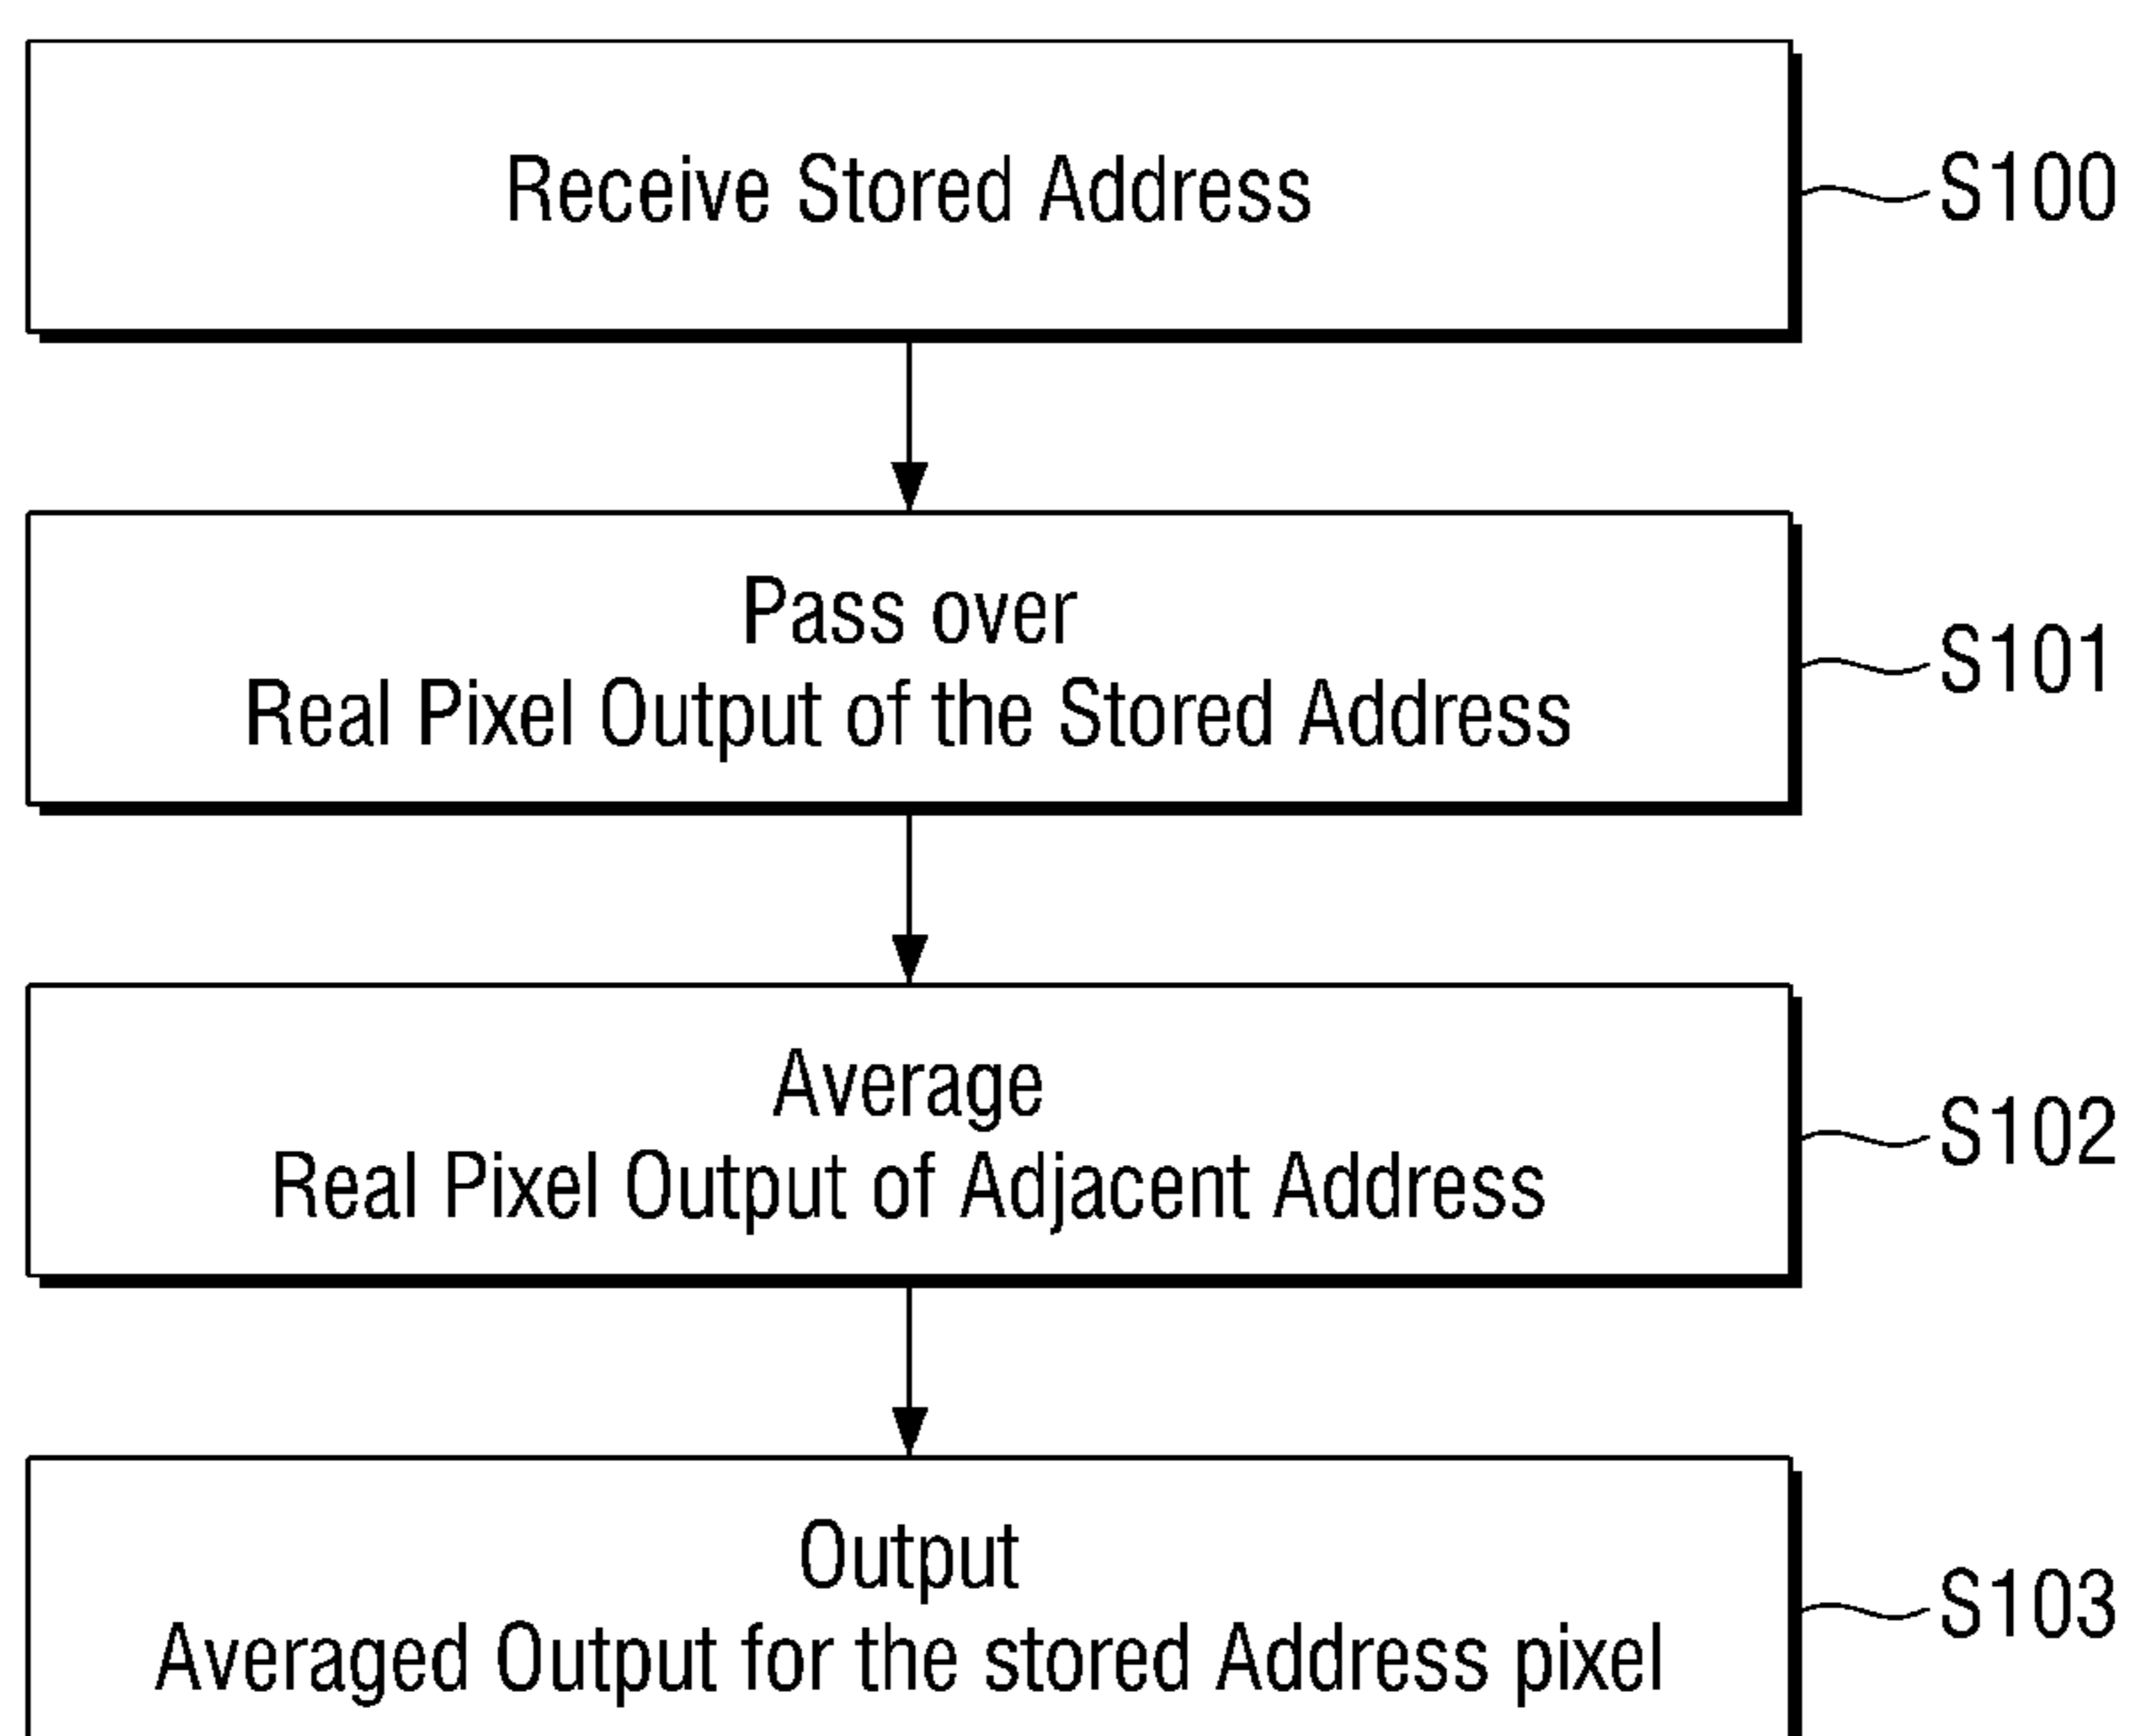 Receive Stored Address
S100
Pass over
Real Pixel Output of the Stored Address
S101
Average
Real Pixel Output of Adjacent Address
S102
Output
Averaged Output for the stored Address pixel
S103